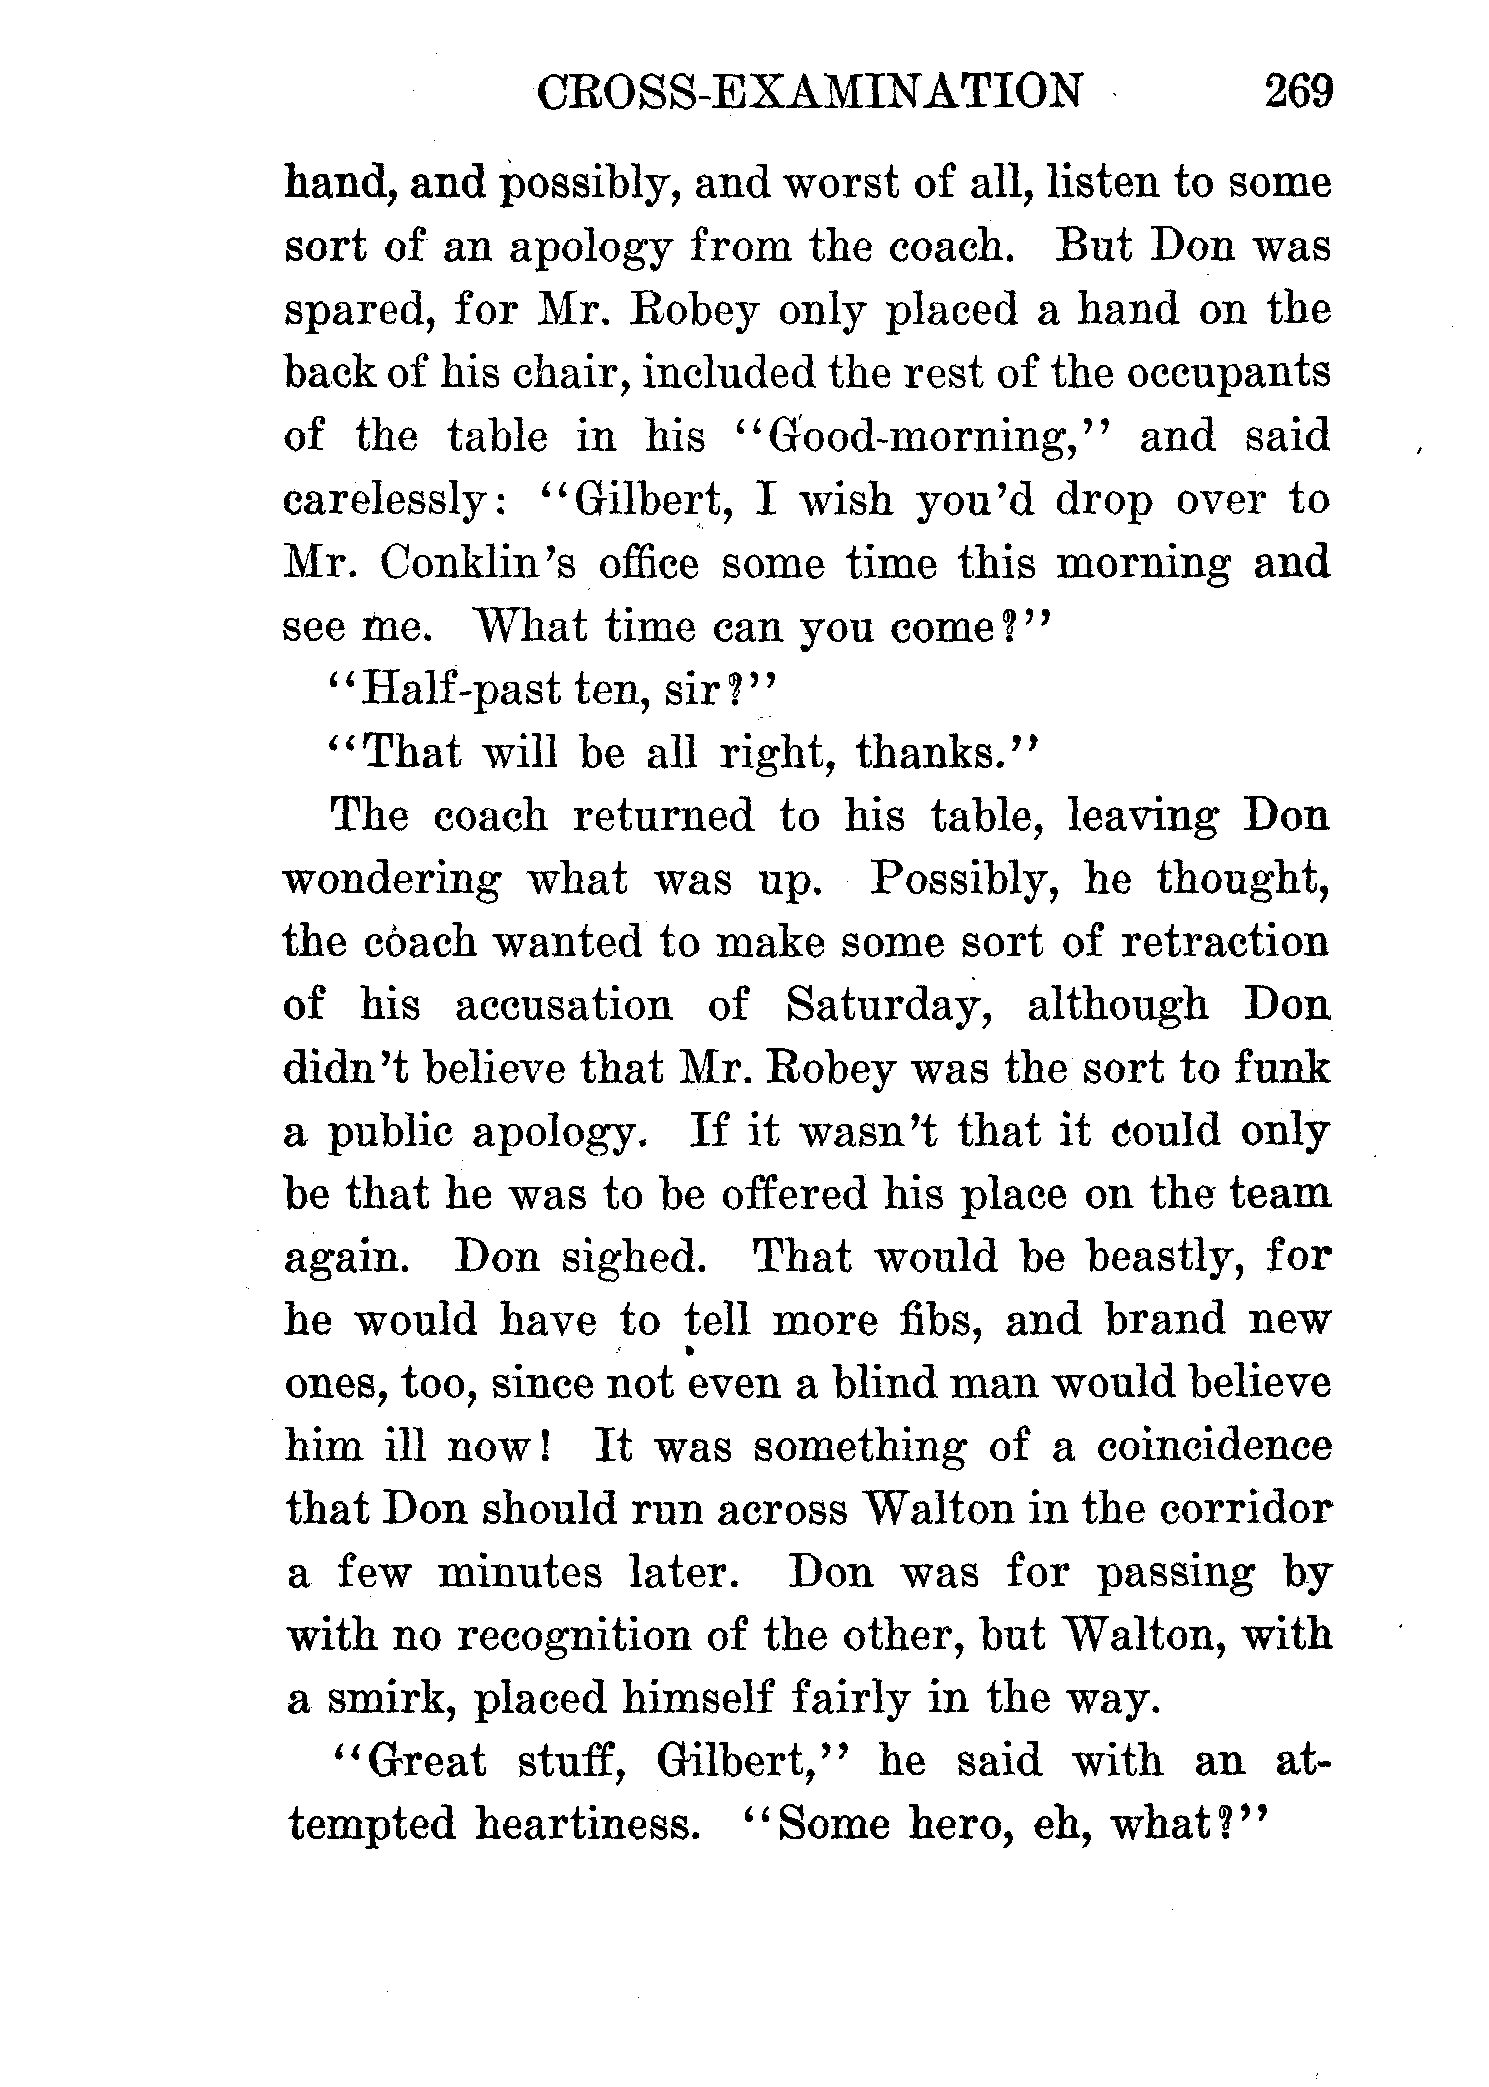 CROSS-EXAMINATION 269
hand, and possibly, and worst of all, listen to some
sort of an apology from the coach. But Don was
spared, for Mr. Robey only placed a hand on the
back of his chair, included the rest of the occupants
of the table in his “Good-morning,” and said
carelessly: “Gilbert, I wish you’d drop over to
Mr. Conklin’s office some time this morning and
see me. What time can you come?”
“Half-past ten, sir?”
“That will be all right, thanks.”
The coach returned to his table, leaving Don
wondering what was up. Possibly, he thought,
the coach wanted to make some sort of retraction
of his accusation of Saturday, although Don
didn’t believe that Mr. Robey was the sort to funk
a public apology. If it wasn’t that it could only
be that he was to be offered his place on the team
again. Don sighed. That would be beastly, for
he would have to tell more fibs, and brand new
ones, too, since not even a blind man would believe
him ill now! It was something of a coincidence
that Don should run across Walton in the corridor
a few minutes later. Don was for passing by
with no recognition of the other, but Walton, with
a smirk, placed himself fairly in the way.
“Great stuff, Gilbert,” he said with an at-
tempted heartiness. “Some hero, eh, what?”